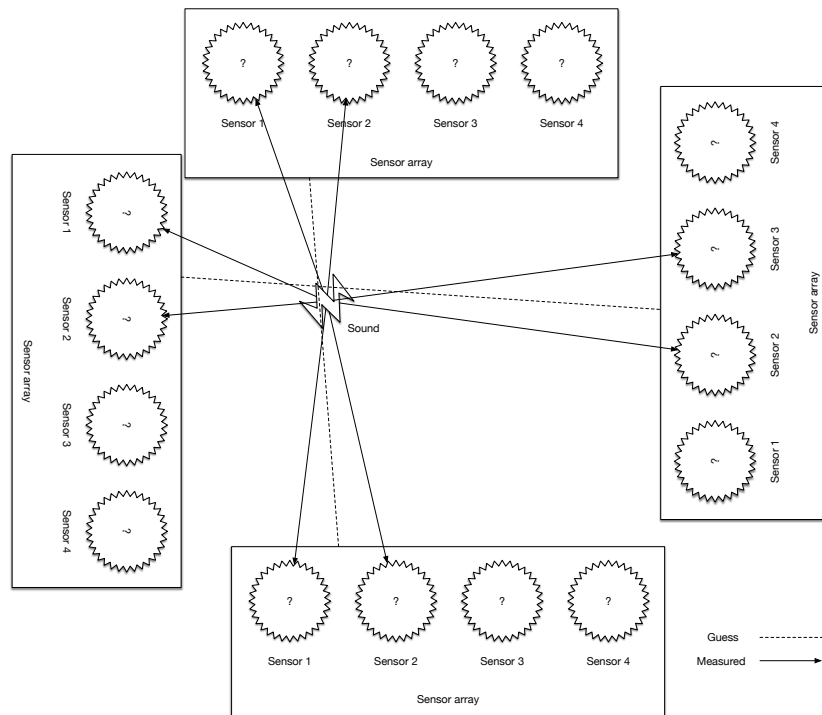 ?
?
?
?
Sensor 1
Sensor 2
Sensor 3
Sensor 4
Sensor array
?
Sensor 1
?
Sensor 2
?
Sensor 3
?
Sensor 4
Sensor array
?
Sensor 4
?
Sensor 3
?
Sensor 2
?
Sensor 1
Sensor array
Sound
?
?
?
?
Sensor 1
Sensor 2
Sensor 3
Sensor 4
Sensor array
Guess
Measured